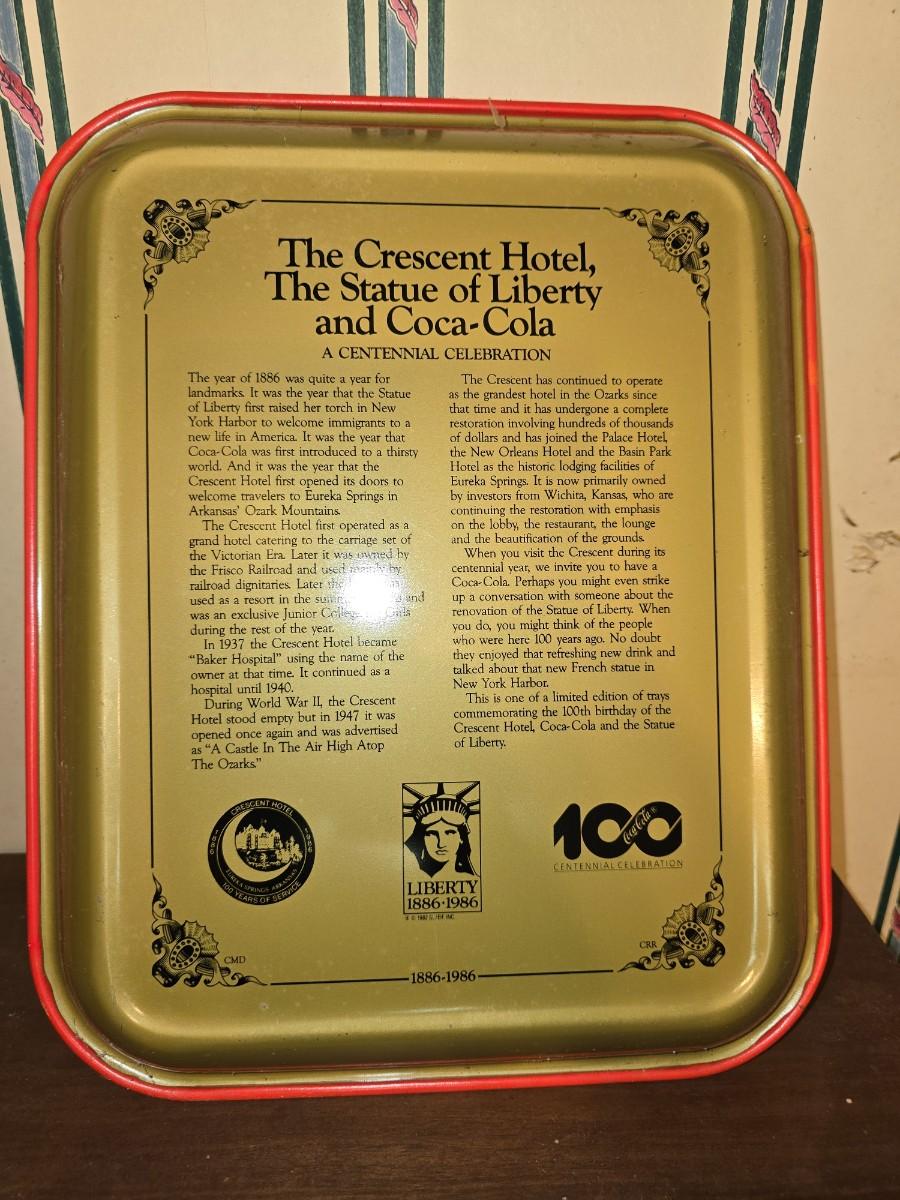 The Crescent Hotel,
The Statue of Liberty
and Coca-Cola
A CENTENNIAL CELEBRATION
The year of 1886 was quite a year for
landmarks. It was the year that the Statue
of Liberty first raised her torch in New
York Harbor to welcome immigrants to a
new life in America. It was the year that
Coca-Cola was first introduced to a thirsty
world. And it was the year that the
Crescent Hotel first opened its doors to
welcome travelers to Eureka Springs in
Arkansas' Ozark Mountains.
The Crescent Hotel first operated as a
grand hotel catering to the carriage set of
the Victorian Era. Later it was owned by
the Frisco Railroad and used mainly by
railroad dignitaries. Later the
used as a resort in the and
was an exclusive Junior College Girls
during the rest of the year.
In 1937 the Crescent Hotel became
"Baker Hospital" using the name of the
owner at that time. It continued as a
hospital until 1940.
During World War II, the Crescent
Hotel stood empty but in 1947 it was
opened once again and was advertised
as "A Castle In The Air High Atop
The Ozarks."
The Crescent has continued to operate
as the grandest hotel in the Ozarks since
that time and it has undergone a complete
restoration involving hundreds of thousands
of dollars and has joined the Palace Hotel,
the New Orleans Hotel and the Basin Park
Hotel as the historic lodging facilities of
Eureka Springs. It is now primarily owned
by investors from Wichita, Kansas, who are
continuing the restoration with emphasis
on the lobby, the restaurant, the lounge
and the beautification of the grounds.
When you visit the Crescent during its
centennial year, we invite you to have a
Coca-Cola. Perhaps you might even strike
up a conversation with someone about the
renovation of the Statue of Liberty. When
you do, you might think of the people
who were here 100 years ago. No doubt
they enjoyed that refreshing new drink and
talked about that new French statue in
New York Harbor.
This is one of a limited edition of trays
commemorating the 100th birthday of the
Crescent Hotel, Coca-Cola and the Statue
of Liberty.
CRESCENT HOTEL
1886
1986
EUREKA SPRINGS, ARKANSAS
100 YEARS OF SERVICE
LIBERTY
1886·1986
100
Coca-Cola
CENTENNIAL CELEBRATION
CMD
CRR
1886-1986